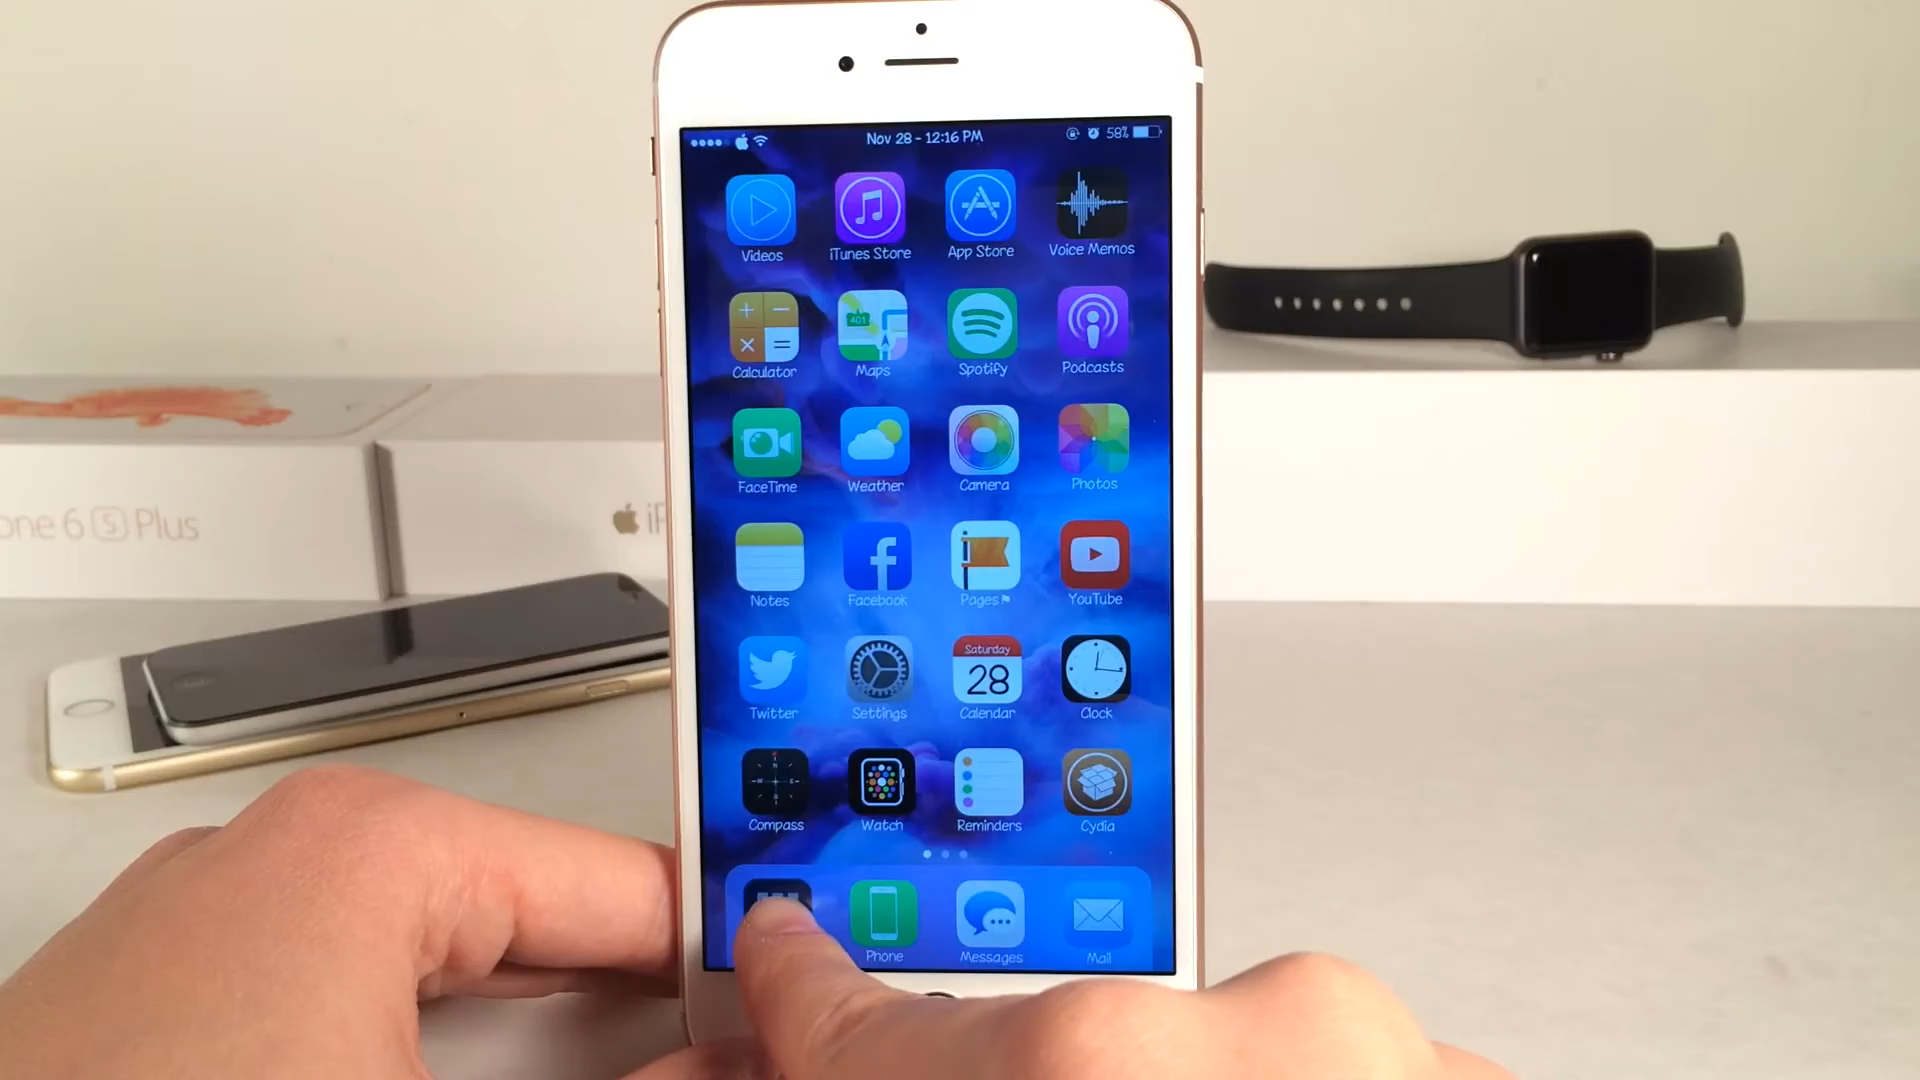 Nov 28 - 12:16 PM
58%
Videos
iTunes Store
App Store
Voice Memos
Calculator
Maps
Spotify
Podcasts
FaceTime
Weather
Camera
Photos
Notes
Facebook
Pages
YouTube
Twitter
Settings
Saturday
28
Calendar
Clock
Compass
Watch
Reminders
Cydia
Phone
Messages
Mail
one 6 S Plus
iP